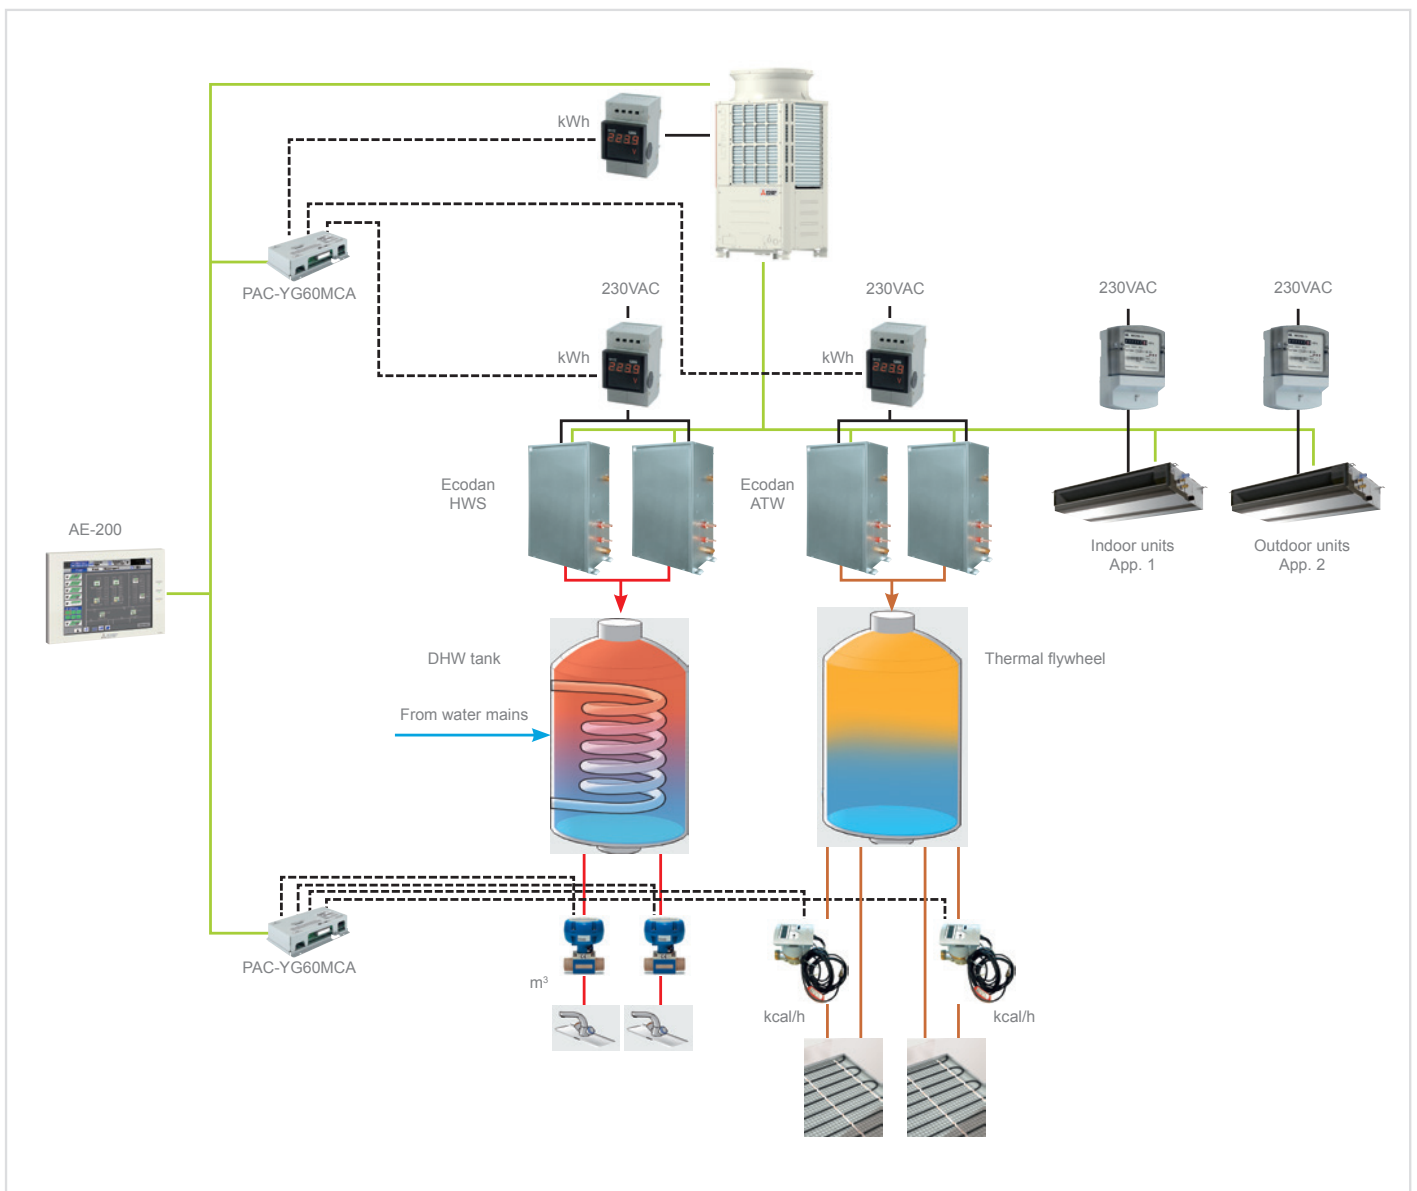 kWh
PAC-YG60MCA
230VAC
230VAC
230VAC
230VAC
kWh
kWh
Ecodan
HWS
Ecodan
ATW
AE-200
Indoor units
App. 1
Outdoor units
App. 2
DHW tank
Thermal flywheel
From water mains
PAC-YG60MCA
m³
kcal/h
kcal/h